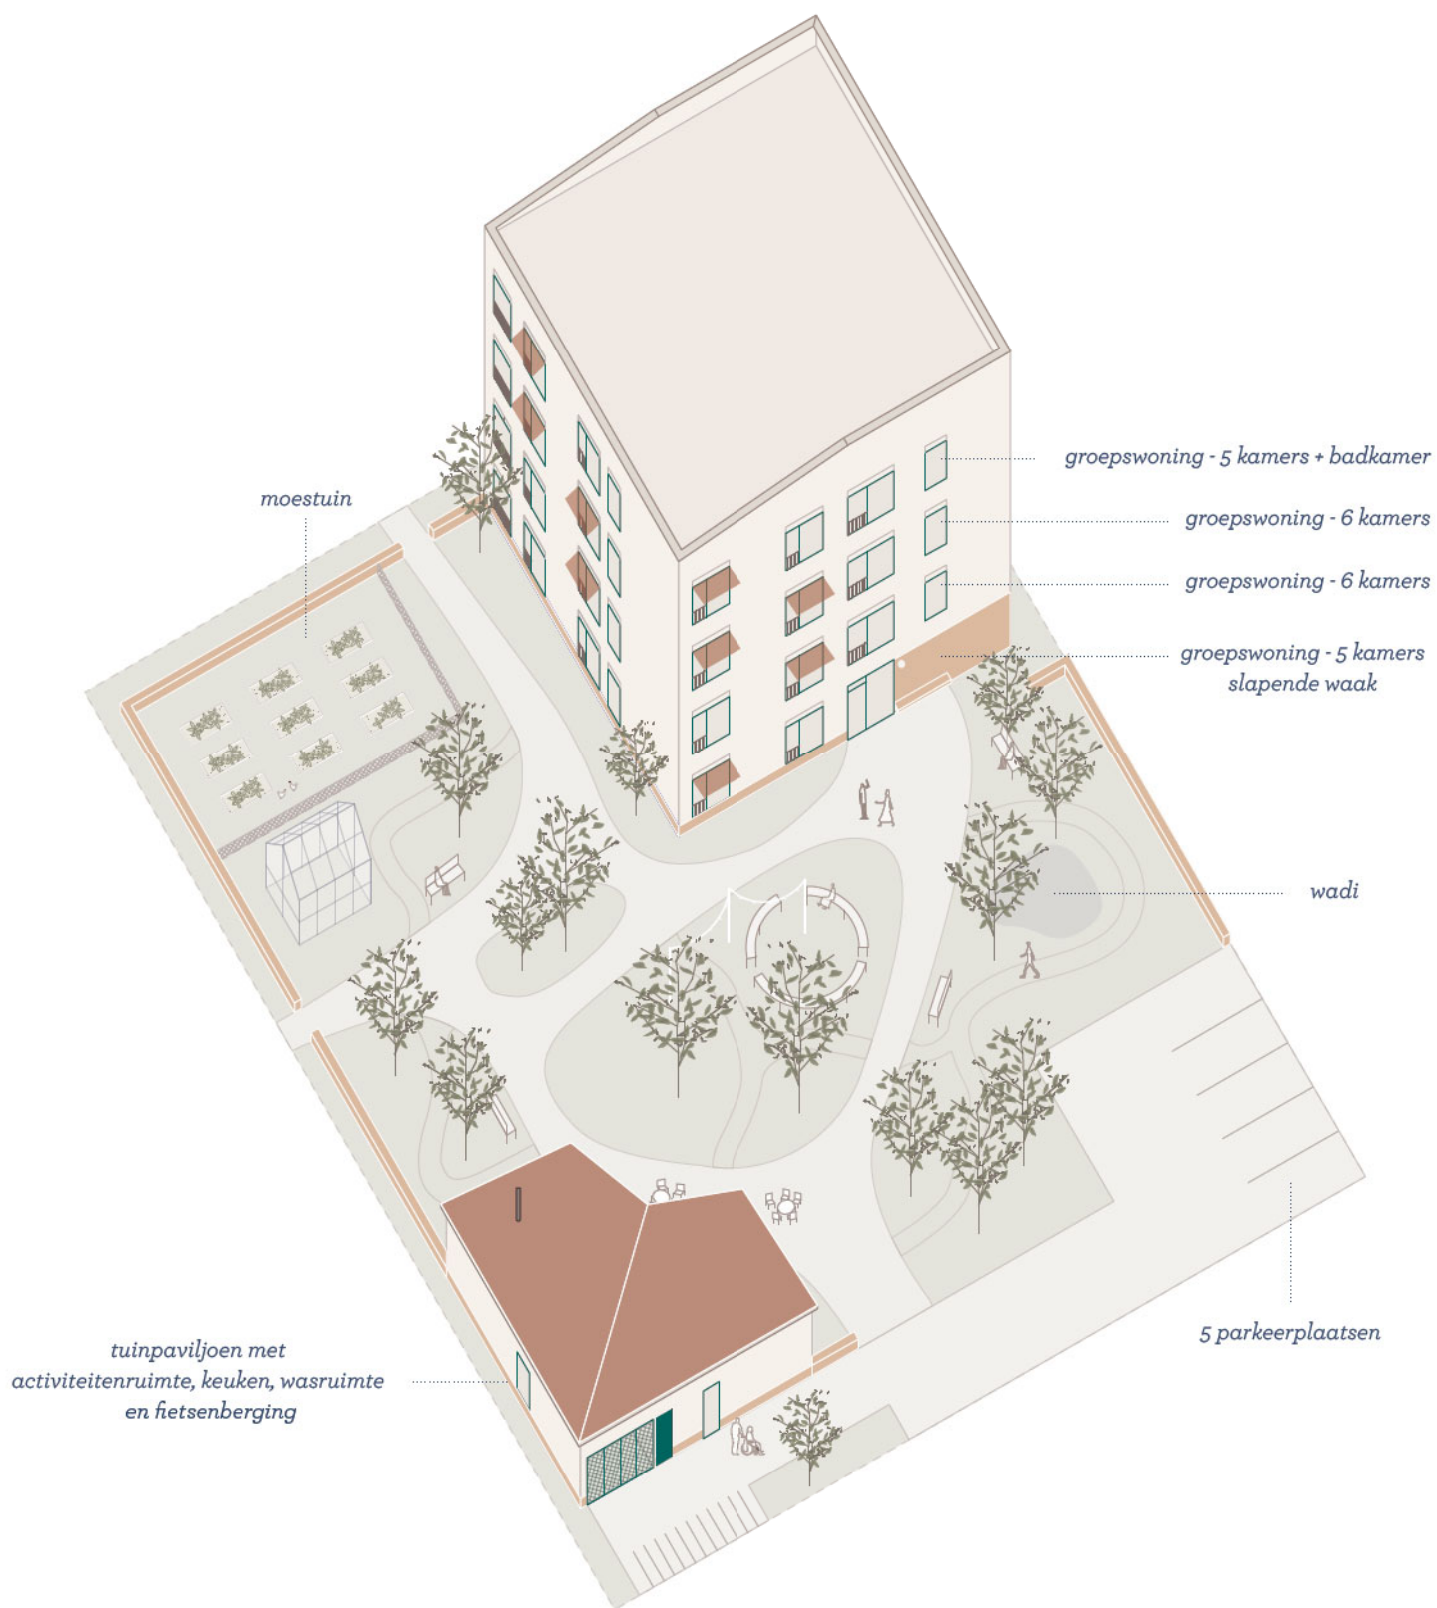 groepswoning - 5 kamers + badkamer
moestuin
groepswoning - 6 kamers
groepswoning - 6 kamers
groepswoning - 5 kamers
slapende waak
wadi
5 parkeerplaatsen
tuinpaviljoen met
activiteitenruimte, keuken, wasruimte
en fietsenberging